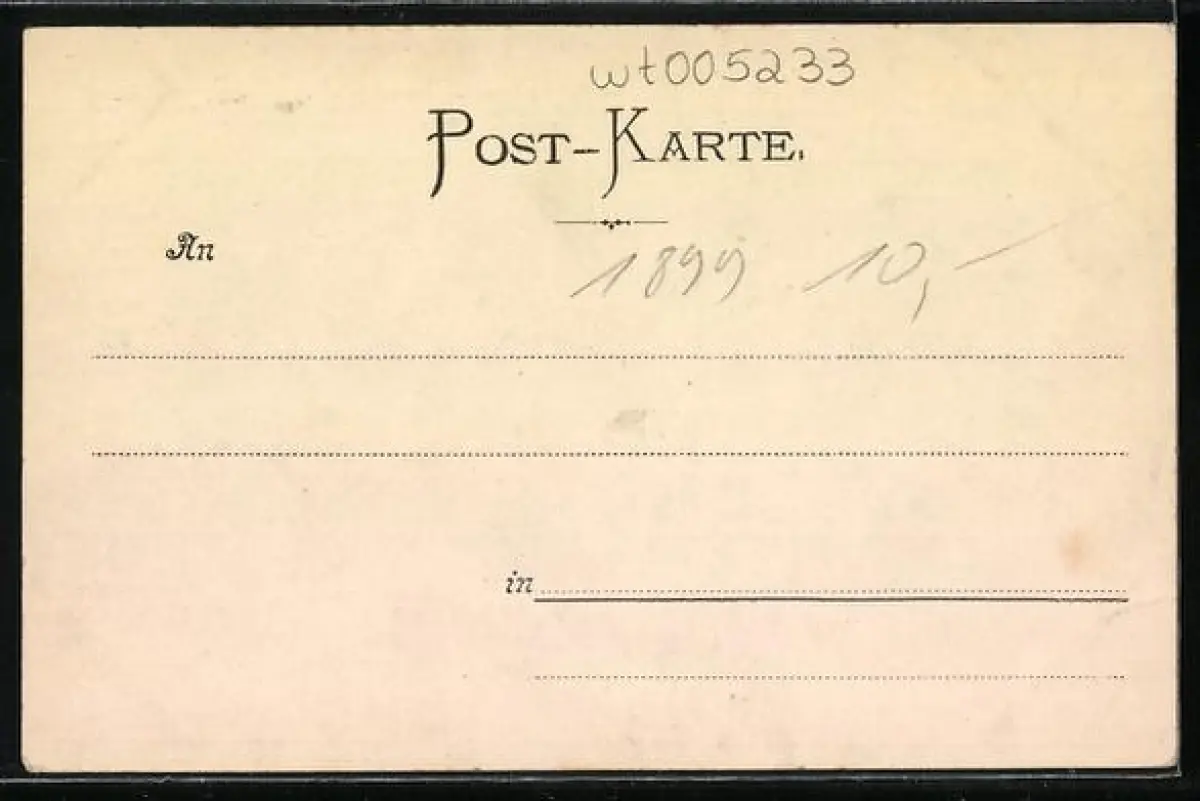 wt005233
POST-KARTE.
An
1899 10,-
in